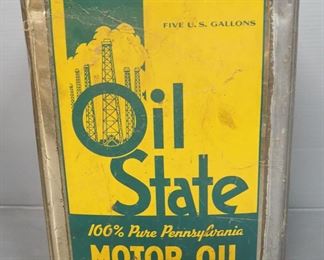 FIVE U. S. GALLONS
Oil
State
100% Pure Pennsylvania
MOTOR OIL